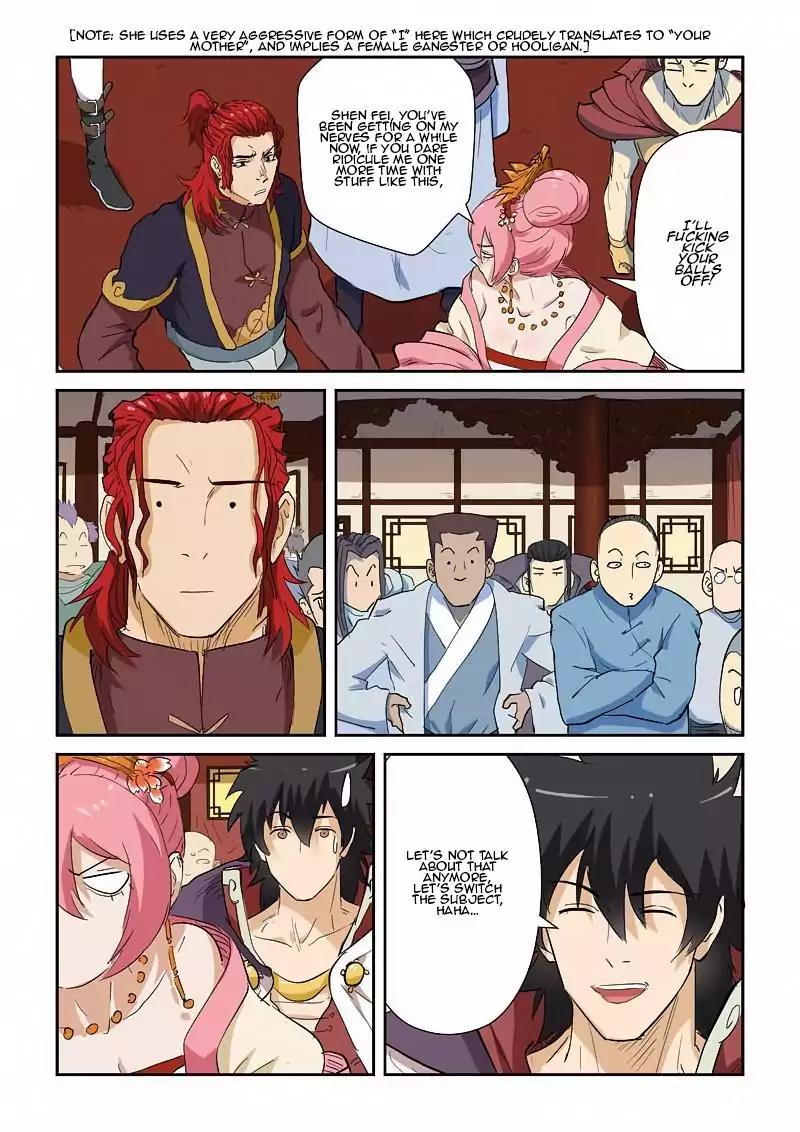 [NOTE: SHE USES A VERY AGGRESSIVE FORM OF "I" HERE WHICH CRUDELY TRANSLATES TO "YOUR
MOTHER", AND IMPLIES A FEMALE GANGSTER OR HOOLIGAN.]
SHEN FEI, YOU'VE
BEEN GETTING ON MY
NERVES FOR A WHILE
NOW, IF YOU DARE
RIDICULE ME ONE
MORE TIME WITH
STUFF LIKE THIS,
I'LL
FUCKING
KICK
YOUR
BALLS
OFF!
LET'S NOT TALK
ABOUT THAT
ANYMORE,
LET'S SWITCH
THE SUBJECT,
HAHA...